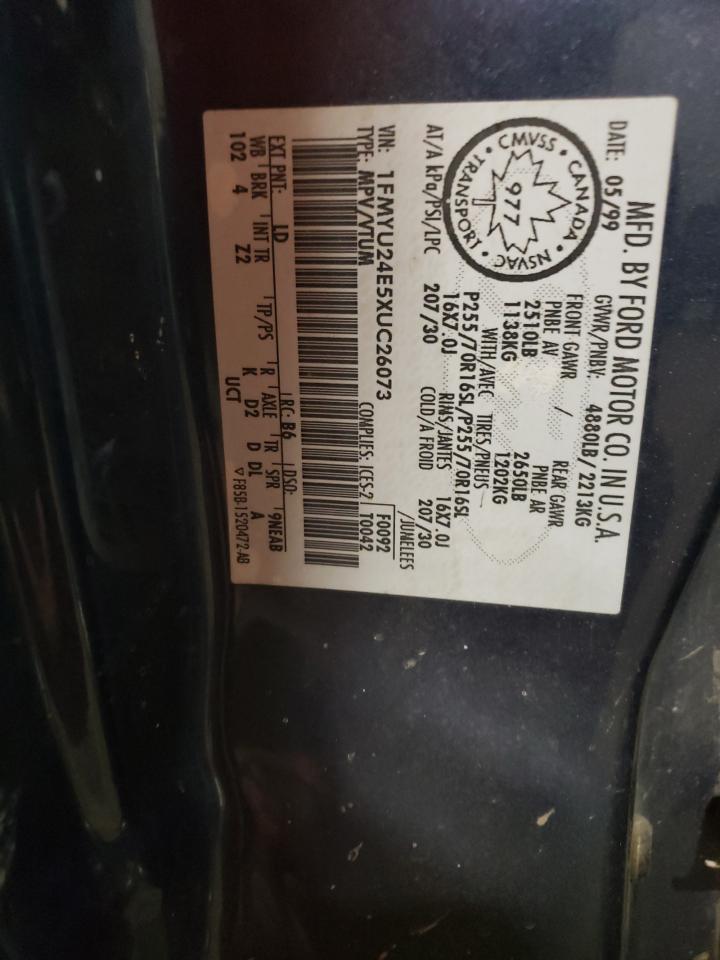 MFD. BY FORD MOTOR CO. IN U.S.A.
DATE: 05/99 GVWR/PNBV: 4880LB / 2213KG
FRONT GAWR / REAR GAWR
PNBE AV PNBE AR
2510LB 2650LB
1138KG 1202KG
CMVSS • CANADA • NSVAC • TRANSPORT •
977
WITH/AVEC TIRES/PNEUS
P255/70R16SL/P255/70R16SL
16X7.0J RIMS/JANTES 16X7.0J
AT/A kPa/PSI/LPC 207/30 COLD/A FROID 207/30
/JUMELEES
VIN: 1FMYU24E5XUC26073 F0092
TYPE: MPV/VTUM COMPLIES: ICES-2 T0042
EXT PNT: LD RC: B6 DSO:
WB BRK INT TR TP/PS R AXLE TR SPR 9NEAB
102 4 Z2 K D2 D DL A
UCT ▽ F85B-1520472-AB